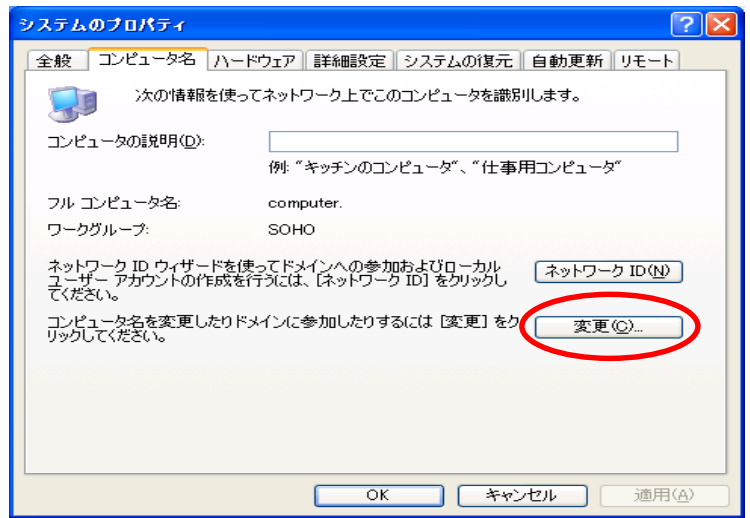 システムのプロパティ
全般 コンピュータ名 ハードウェア 詳細設定 システムの復元 自動更新 リモート
次の情報を使ってネットワーク上でこのコンピュータを識別します。
コンピュータの説明(D):
例: "キッチンのコンピュータ"、"仕事用コンピュータ"
フル コンピュータ名: computer.
ワークグループ: SOHO
ネットワーク ID ウィザードを使ってドメインへの参加およびローカル
ユーザー アカウントの作成を行うには、[ネットワーク ID] をクリックし
てください。
ネットワーク ID(N)
コンピュータ名を変更したりドメインに参加したりするには [変更] をク
リックしてください。
変更(C)...
OK キャンセル 適用(A)